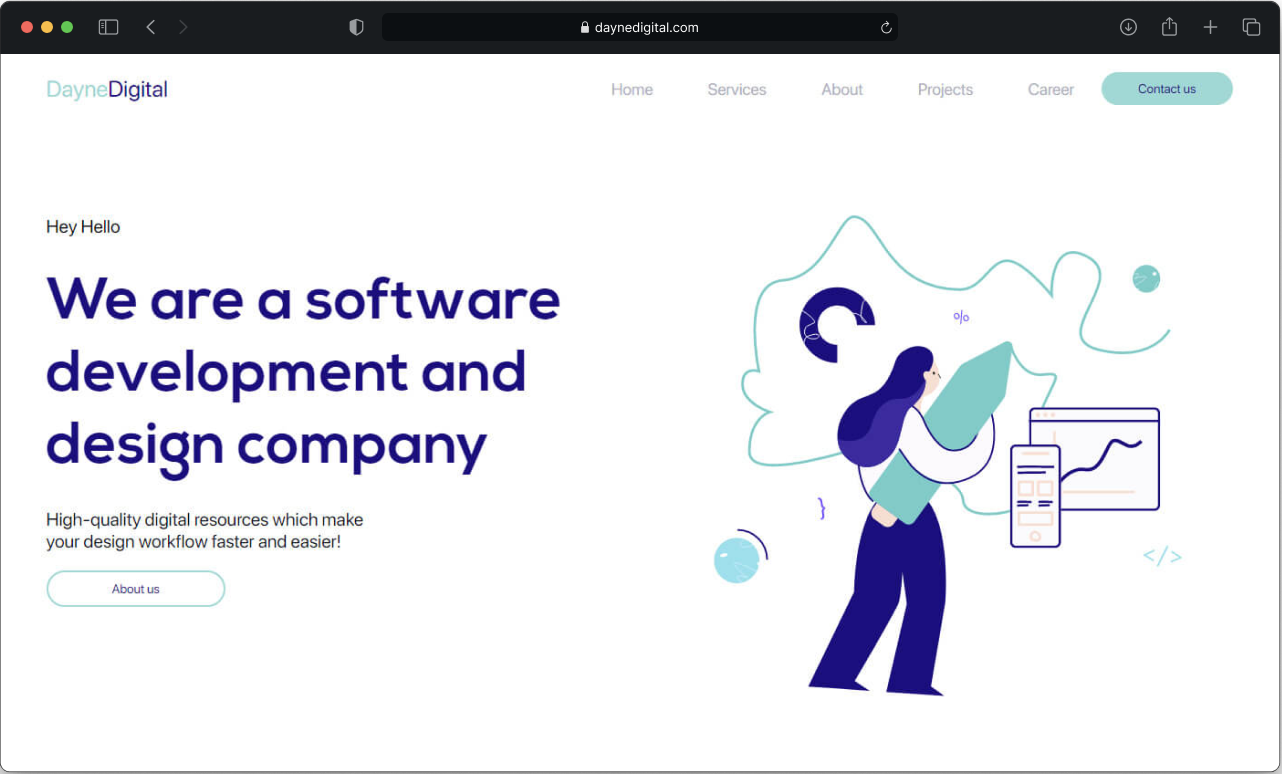 daynedigital.com
DayneDigital
Home Services About Projects Career Contact us
Hey Hello
We are a software
development and
design company
High-quality digital resources which make
your design workflow faster and easier!
About us
%
}
</>